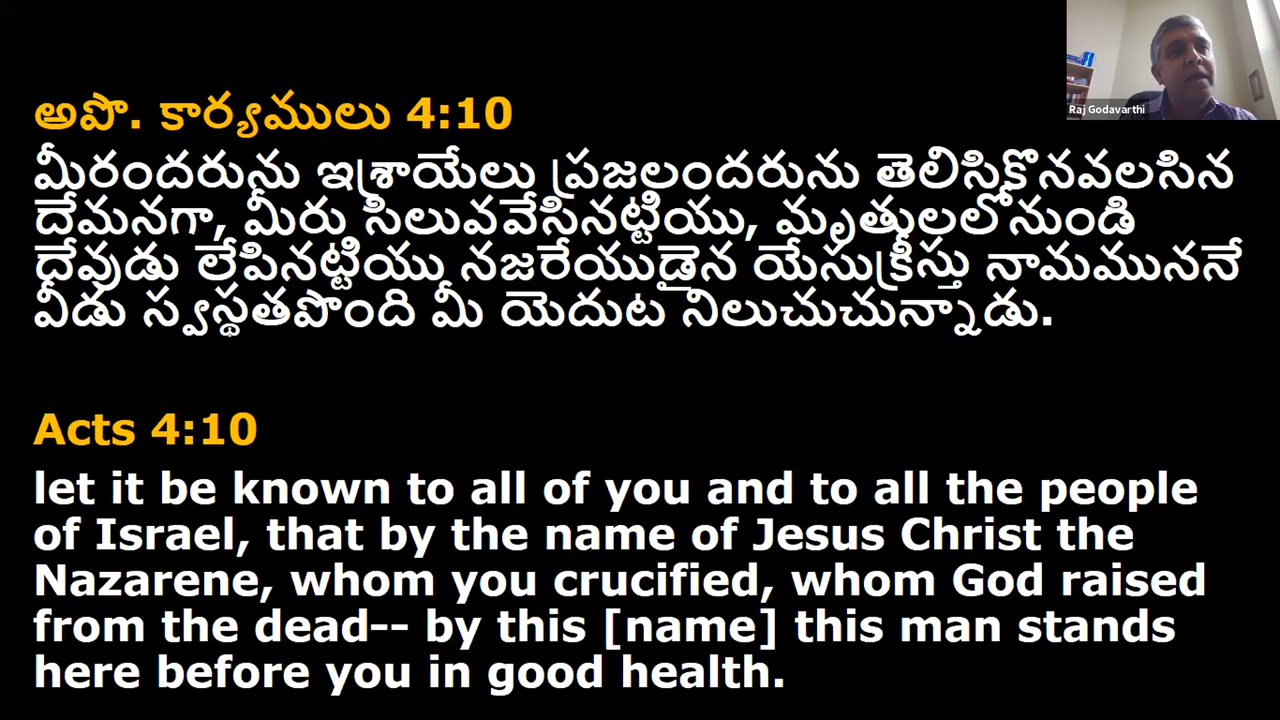 Raj Godavarthi
అపొ. కార్యములు 4:10
మీరందరును ఇశ్రాయేలు ప్రజలందరును తెలిసికొనవలసిన
దేమనగా, మీరు సిలువవేసినట్టియు, మృతులలోనుండి
దేవుడు లేపినట్టియు నజరేయుడైన యేసుక్రీస్తు నామముననే
వీడు స్వస్థతపొంది మీ యెదుట నిలుచుచున్నాడు.
Acts 4:10
let it be known to all of you and to all the people
of Israel, that by the name of Jesus Christ the
Nazarene, whom you crucified, whom God raised
from the dead-- by this [name] this man stands
here before you in good health.